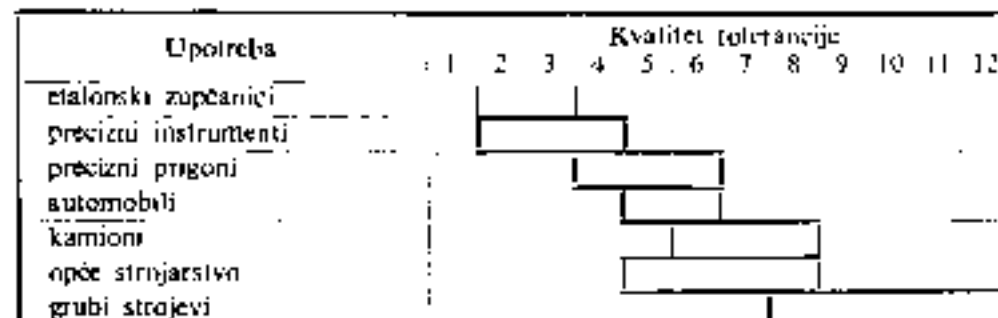 Upotreba
Kvalitet tolerancije
1 2 3 4 5 6 7 8 9 10 11 12
etalonski zupčanici
precizni instrumenti
precizni prigoni
automobili
kamioni
opće strojarstvo
grubi strojevi